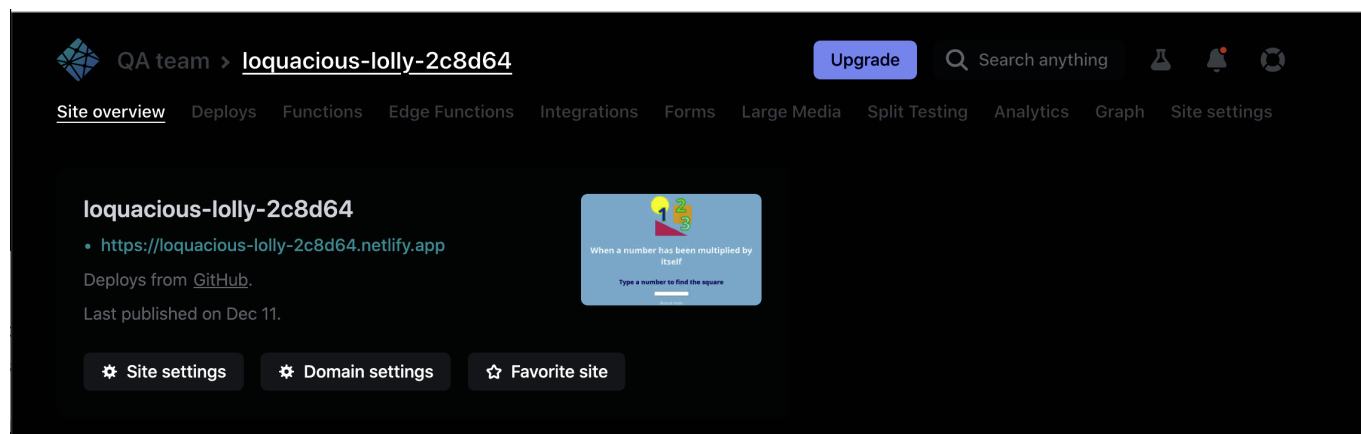 QA team > loquacious-lolly-2c8d64 Upgrade Search anything
Site overview Deploys Functions Edge Functions Integrations Forms Large Media Split Testing Analytics Graph Site settings
loquacious-lolly-2c8d64
• https://loquacious-lolly-2c8d64.netlify.app
Deploys from GitHub.
Last published on Dec 11.
1 2 3
When a number has been multiplied by
itself
Type a number to find the square
Site settings Domain settings Favorite site